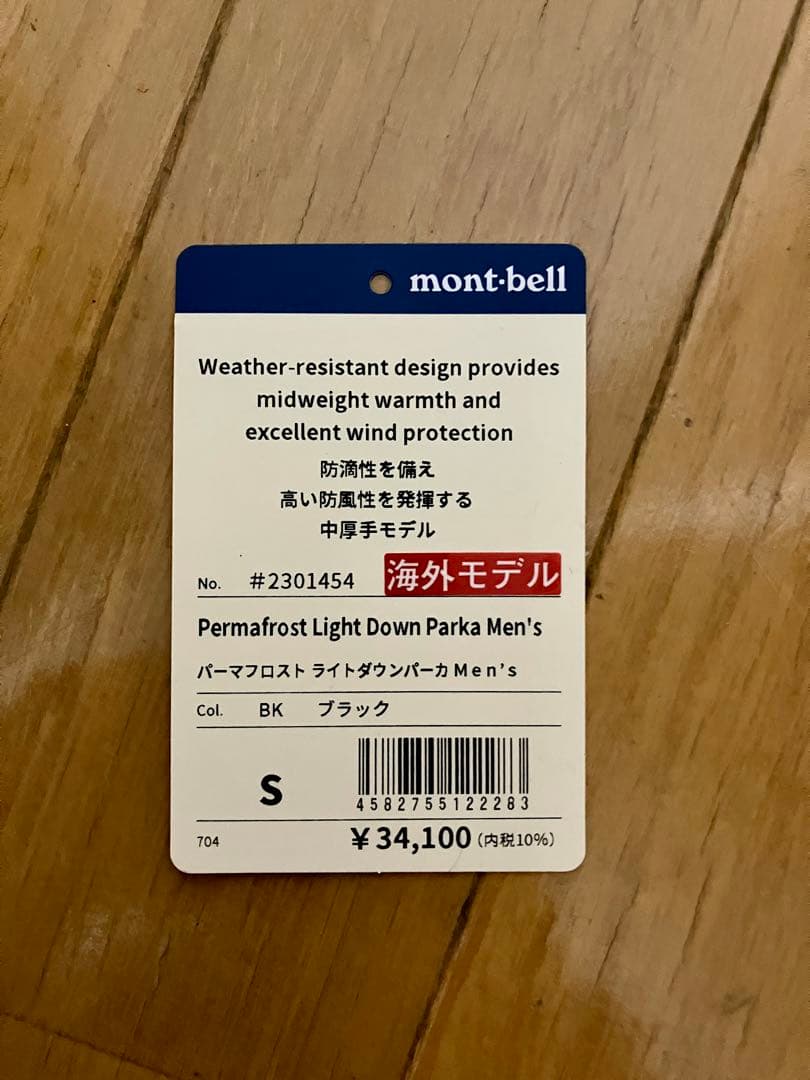 mont·bell
Weather-resistant design provides
midweight warmth and
excellent wind protection
防滴性を備え
高い防風性を発揮する
中厚手モデル
No. #2301454 海外モデル
Permafrost Light Down Parka Men's
パーマフロスト ライトダウンパーカ Men's
Col. BK ブラック
S
4582755122283
704 ¥34,100 (内税10%)